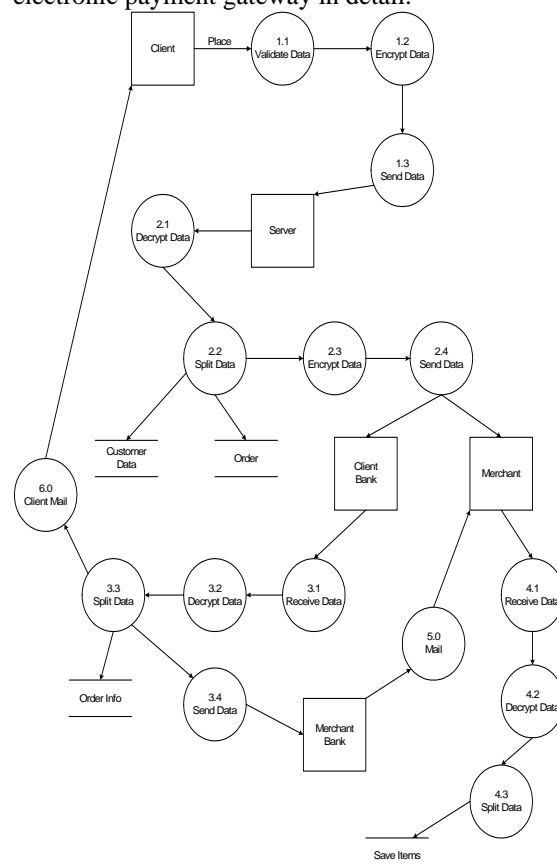 electronic payment gateway in detail.
Client
Place
1.1
Validate Data
1.2
Encrypt Data
1.3
Send Data
Server
2.1
Decrypt Data
2.2
Split Data
2.3
Encrypt Data
2.4
Send Data
Customer
Data
Order
Client
Bank
Merchant
6.0
Client Mail
3.3
Split Data
3.2
Decrypt Data
3.1
Receive Data
4.1
Receive Data
5.0
Mail
Order Info
3.4
Send Data
Merchant
Bank
4.2
Decrypt Data
4.3
Split Data
Save Items